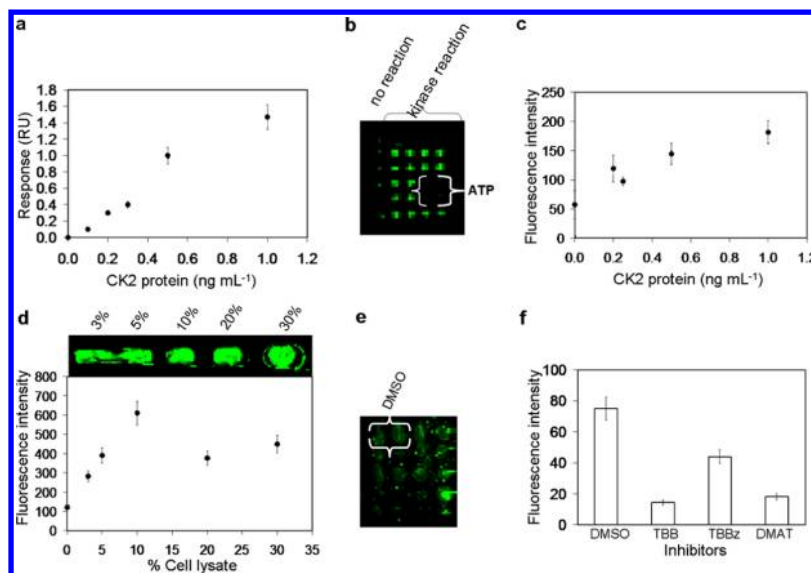 a
1.8
1.6
1.4
1.2
1.0
0.8
0.6
0.4
0.2
0.0
Response (RU)
0.0 0.2 0.4 0.6 0.8 1.0 1.2
CK2 protein (ng mL-1)
b
no reaction
kinase reaction
ATP
c
250
200
150
100
50
0
Fluorescence intensity
0.0 0.2 0.4 0.6 0.8 1.0 1.2
CK2 protein (ng mL-1)
d
3% 5% 10% 20% 30%
800
700
600
500
400
300
200
100
0
Fluorescence intensity
0 5 10 15 20 25 30 35
% Cell lysate
e
DMSO
f
100
80
60
40
20
0
Fluorescence intensity
DMSO TBB TBBz DMAT
Inhibitors